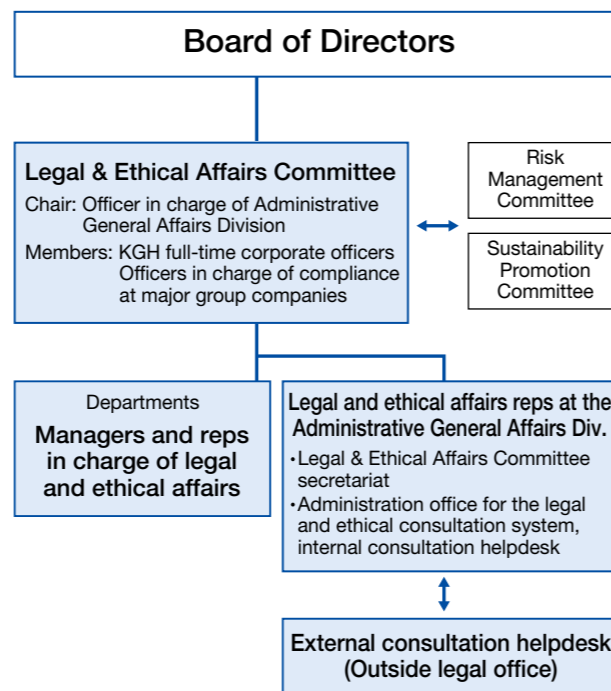 Board of Directors
Legal & Ethical Affairs Committee
Chair: Officer in charge of Administrative
General Affairs Division
Members: KGH full-time corporate officers
Officers in charge of compliance
at major group companies
Risk
Management
Committee
Sustainability
Promotion
Committee
Departments
Managers and reps
in charge of legal
and ethical affairs
Legal and ethical affairs reps at the
Administrative General Affairs Div.
・Legal & Ethical Affairs Committee
secretariat
・Administration office for the legal
and ethical consultation system,
internal consultation helpdesk
External consultation helpdesk
(Outside legal office)